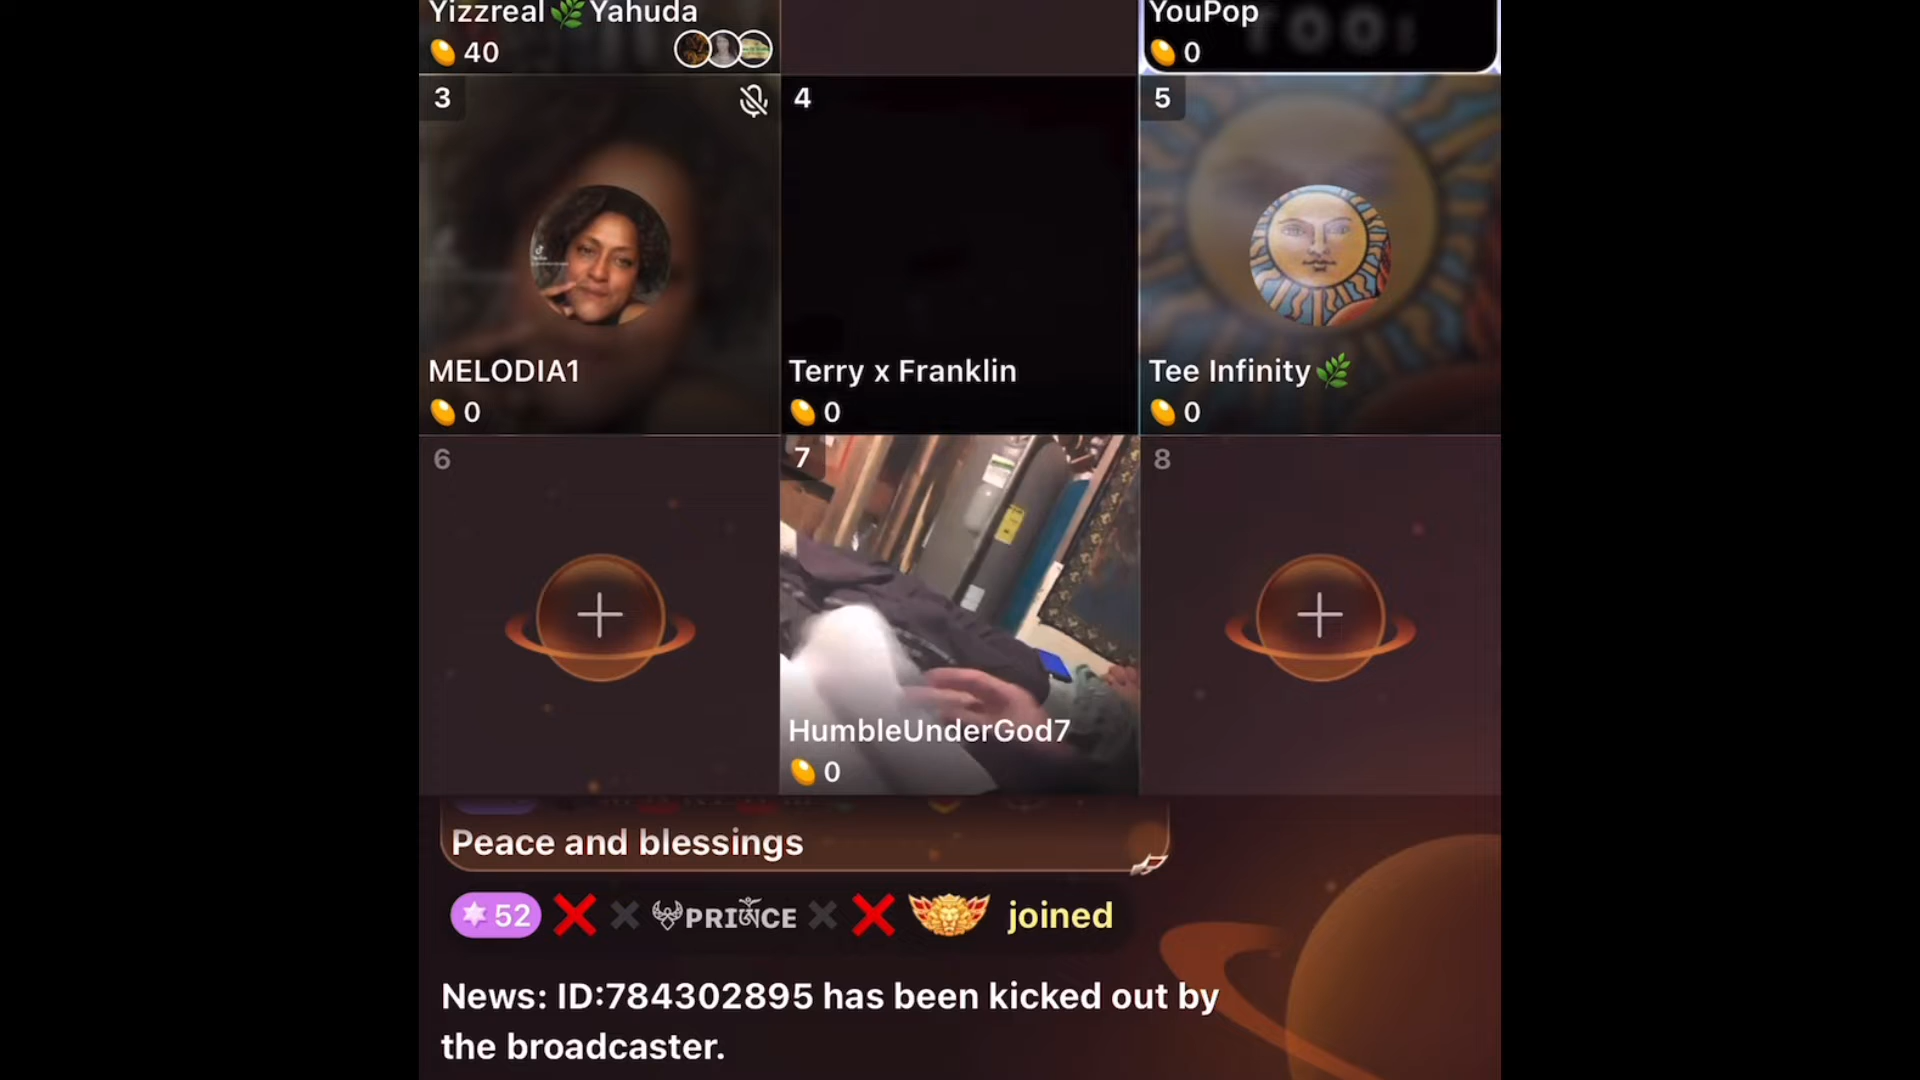 Yizzreal🌿Yahuda
40
YouPop
0
3
MELODIA1
0
4
Terry x Franklin
0
5
Tee Infinity🌿
0
6
7
HumbleUnderGod7
0
8
Peace and blessings
52 ❌ ✖ PRIༀCE ✖ ❌ joined
News: ID:784302895 has been kicked out by
the broadcaster.